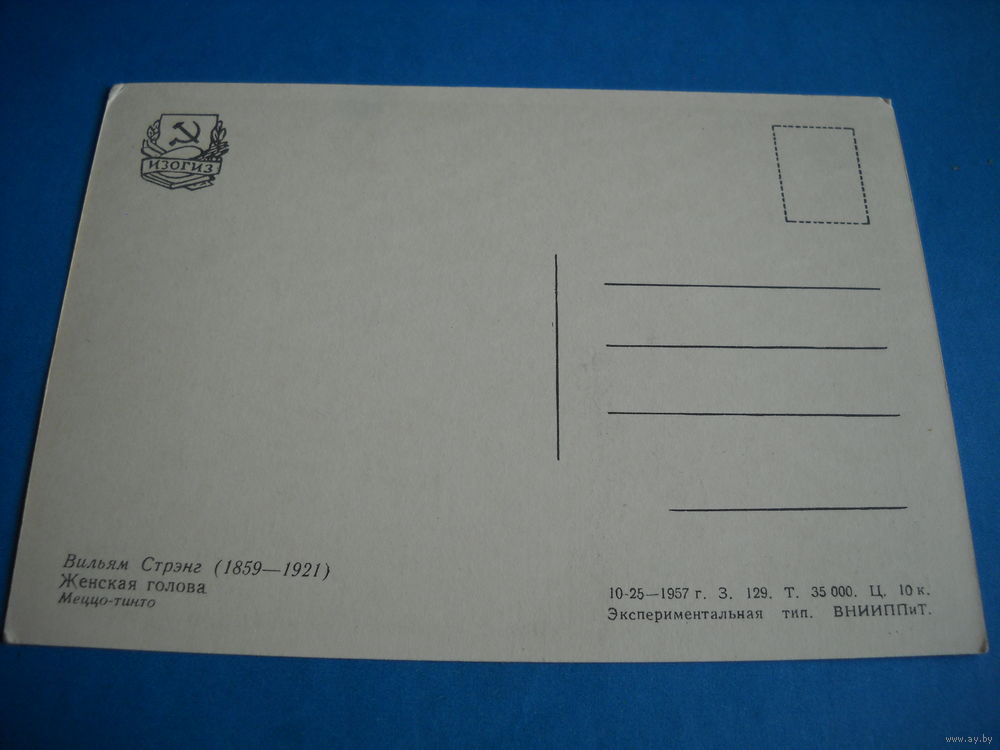 ИЗОГИЗ
Вильям Стрэнг (1859—1921)
Женская голова
Меццо-тинто
10-25—1957 г. З. 129. Т. 35 000. Ц. 10 к.
Экспериментальная тип. ВНИИППиТ.
www.ay.by